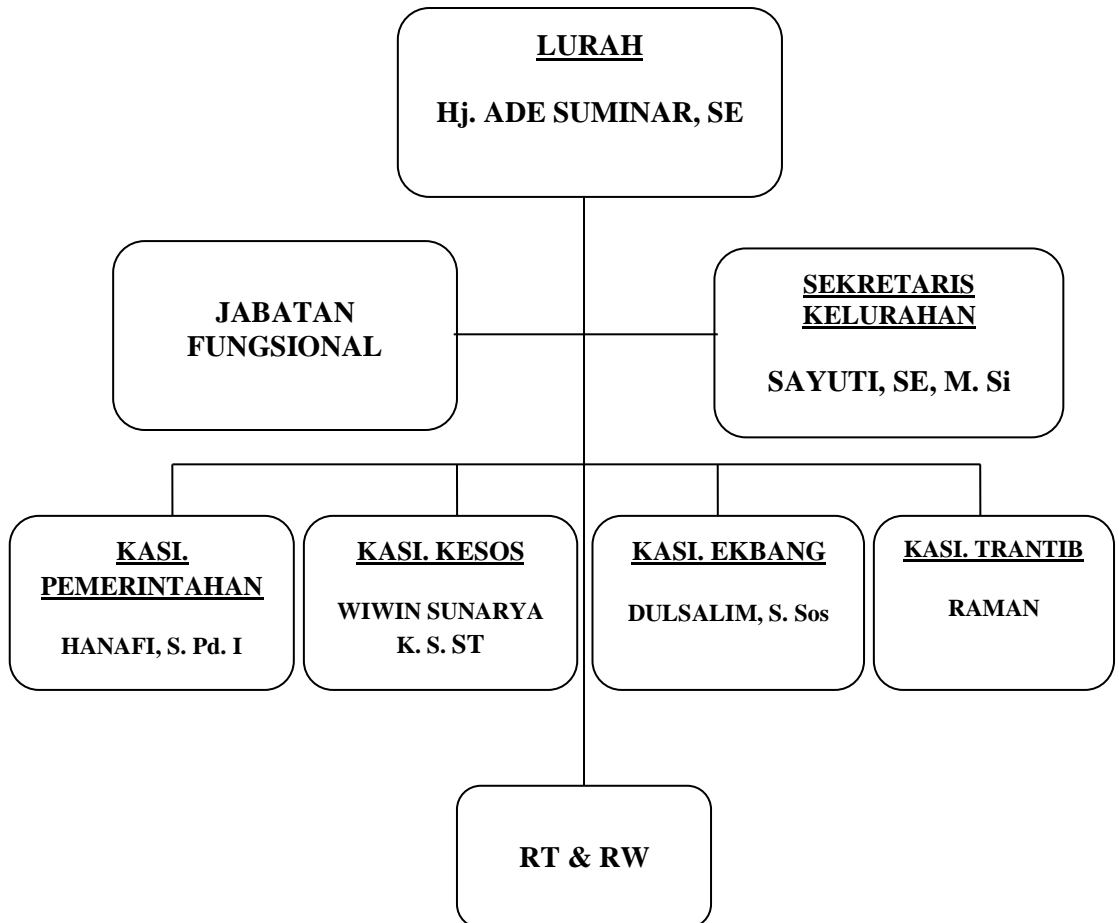 LURAH
Hj. ADE SUMINAR, SE
JABATAN
FUNGSIONAL
SEKRETARIS
KELURAHAN
SAYUTI, SE, M. Si
KASI.
PEMERINTAHAN
HANAFI, S. Pd. I
KASI. KESOS
WIWIN SUNARYA
K. S. ST
KASI. EKBANG
DULSALIM, S. Sos
KASI. TRANTIB
RAMAN
RT & RW